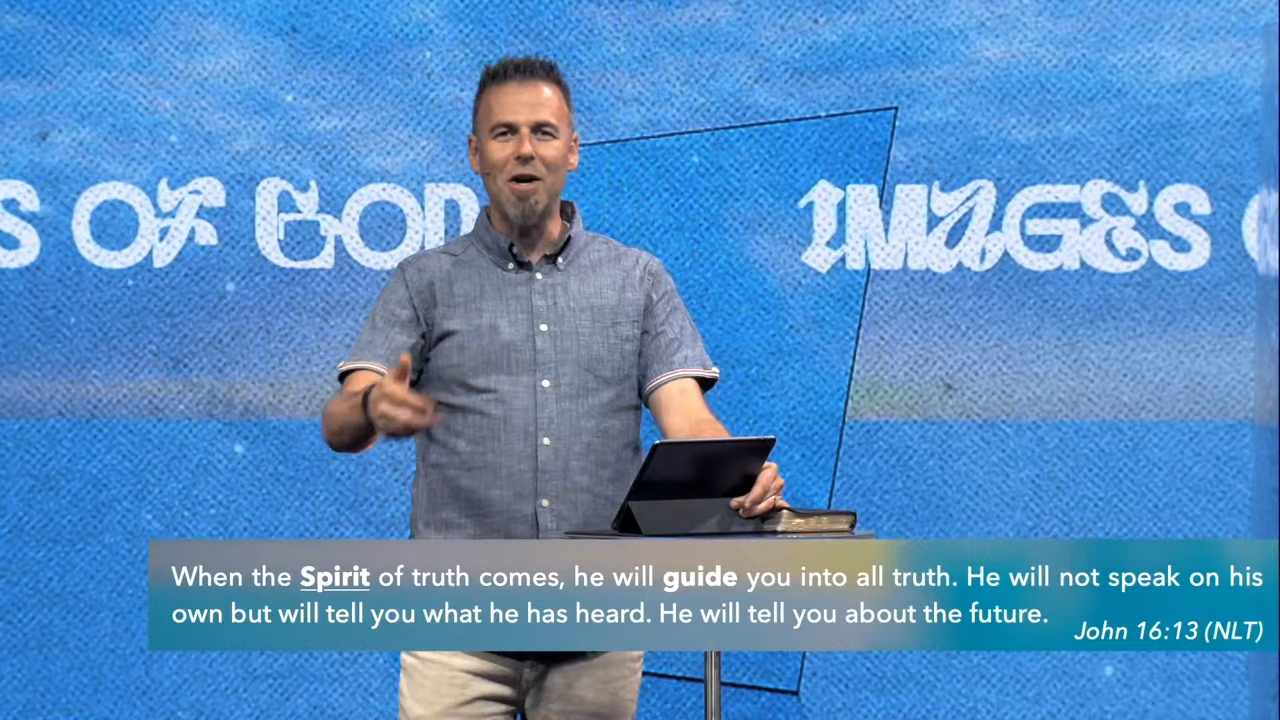 S OF GOD
IMAGES
When the Spirit of truth comes, he will guide you into all truth. He will not speak on his
own but will tell you what he has heard. He will tell you about the future.
John 16:13 (NLT)